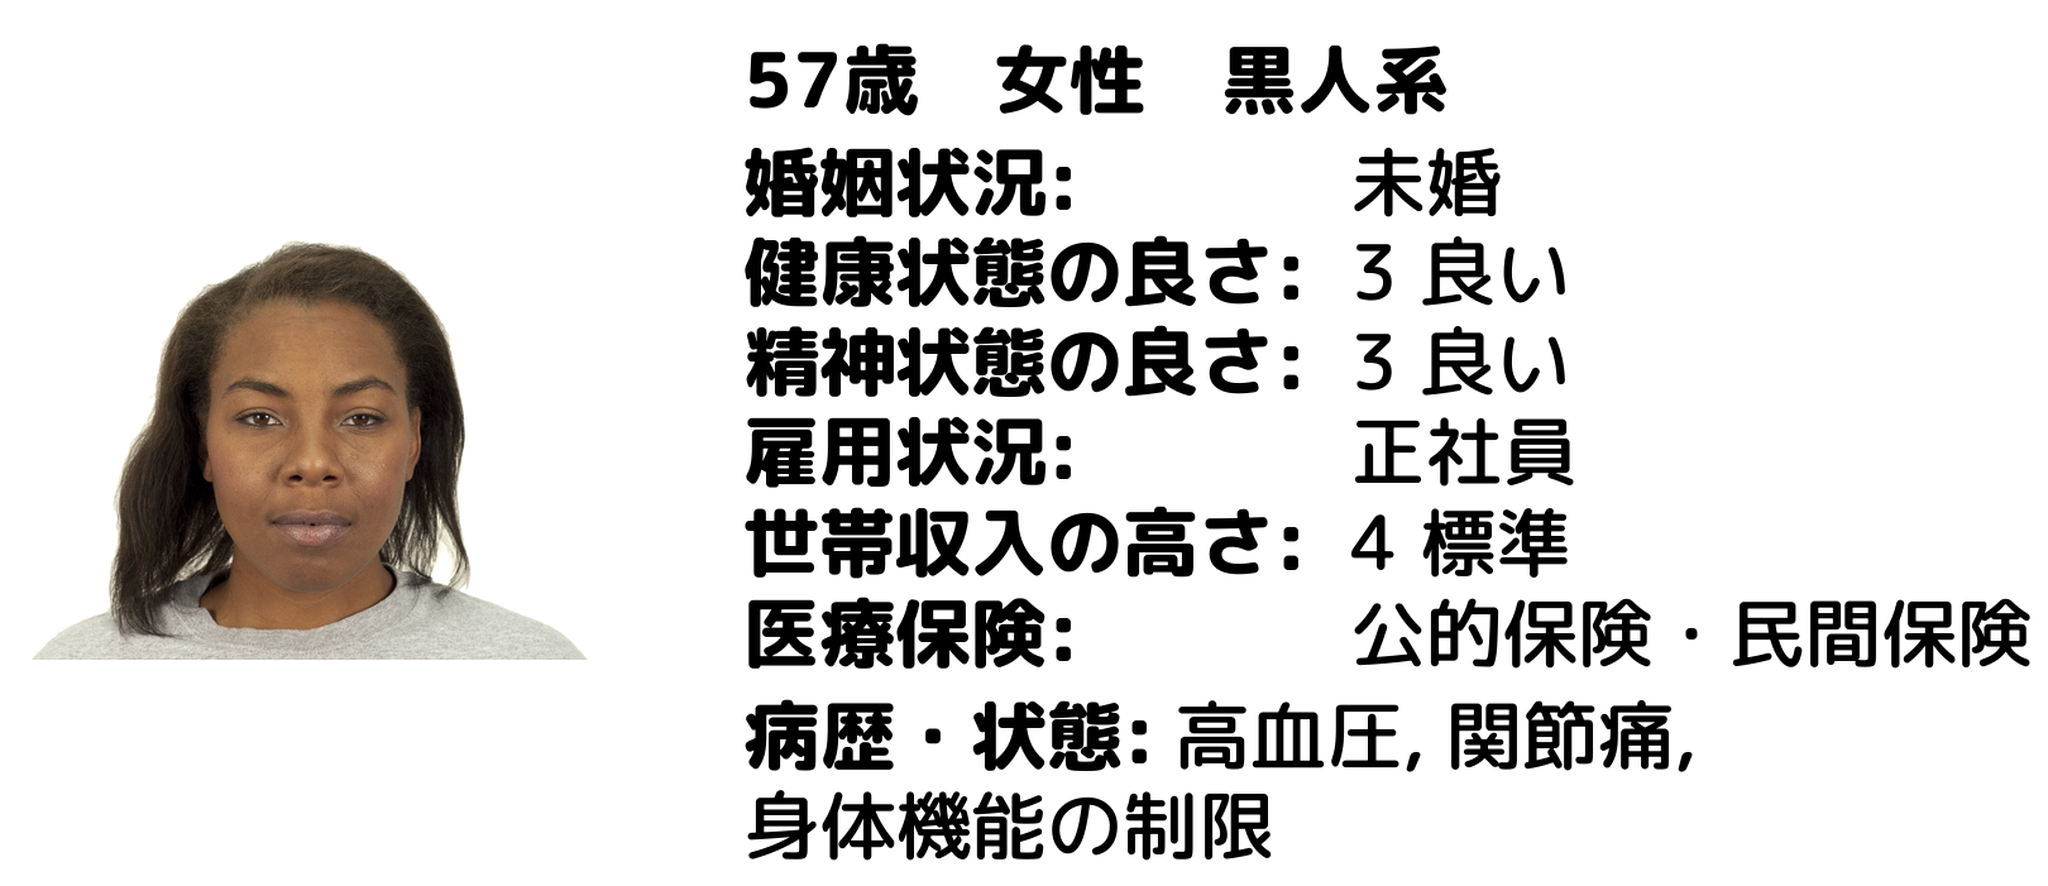 57歳　女性　黒人系
婚姻状況: 未婚
健康状態の良さ: 3 良い
精神状態の良さ: 3 良い
雇用状況: 正社員
世帯収入の高さ: 4 標準
医療保険: 公的保険・民間保険
病歴・状態: 高血圧, 関節痛,
身体機能の制限